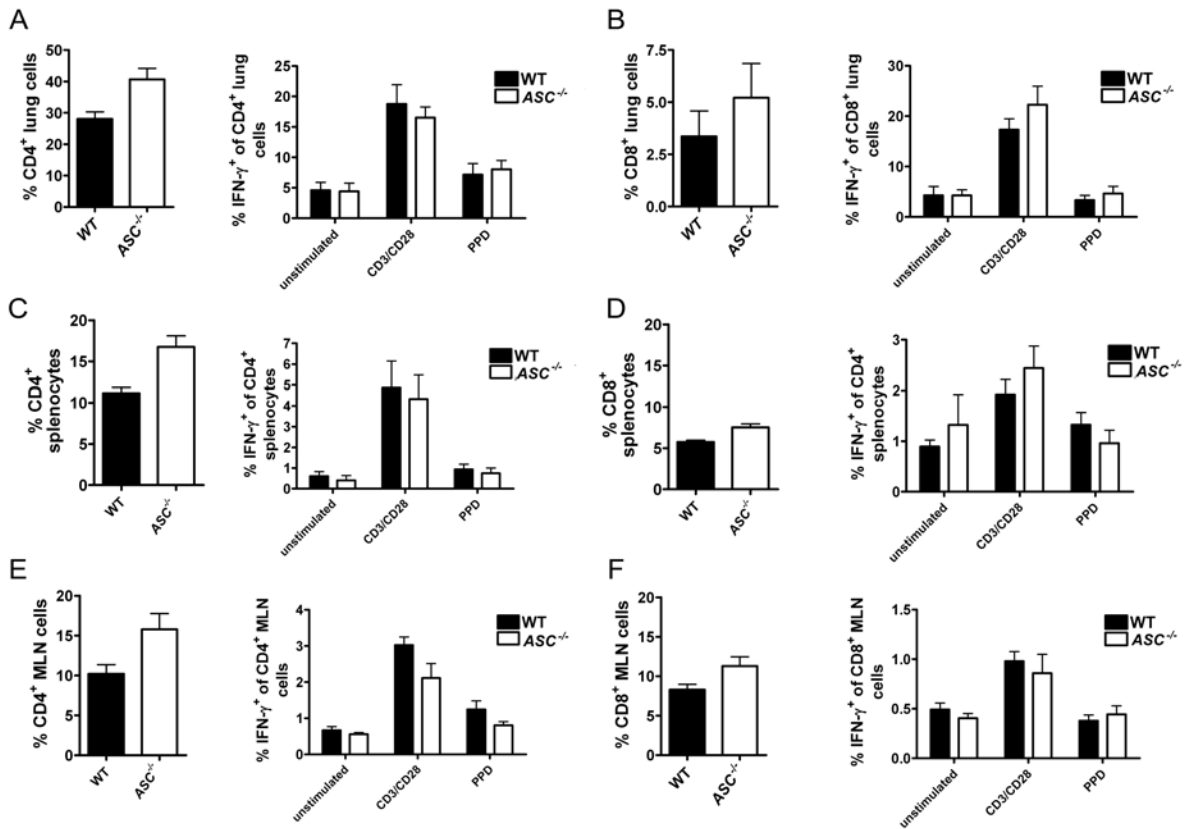 A
% CD4⁺ lung cells
50
40
30
20
10
0
WT
ASC⁻/⁻
% IFN-γ⁺ of CD4⁺ lung
cells
25
20
15
10
5
0
unstimulated
CD3/CD28
PPD
WT
ASC⁻/⁻
B
% CD8⁺ lung cells
7.5
5.0
2.5
0.0
WT
ASC⁻/⁻
% IFN-γ⁺ of CD8⁺ lung
cells
30
20
10
0
unstimulated
CD3/CD28
PPD
WT
ASC⁻/⁻
C
% CD4⁺
splenocytes
20
15
10
5
0
WT
ASC⁻/⁻
% IFN-γ⁺ of CD4⁺
splenocytes
7
6
5
4
3
2
1
0
unstimulated
CD3/CD28
PPD
WT
ASC⁻/⁻
D
% CD8⁺
splenocytes
20
15
10
5
0
WT
ASC⁻/⁻
% IFN-γ⁺ of CD4⁺
splenocytes
3
2
1
0
unstimulated
CD3/CD28
PPD
WT
ASC⁻/⁻
E
% CD4⁺ MLN cells
20
15
10
5
0
WT
ASC⁻/⁻
% IFN-γ⁺ of CD4⁺ MLN
cells
4
3
2
1
0
unstimulated
CD3/CD28
PPD
WT
ASC⁻/⁻
F
% CD8⁺ MLN cells
20
15
10
5
0
WT
ASC⁻/⁻
% IFN-γ⁺ of CD8⁺ MLN
cells
1.5
1.0
0.5
0.0
unstimulated
CD3/CD28
PPD
WT
ASC⁻/⁻